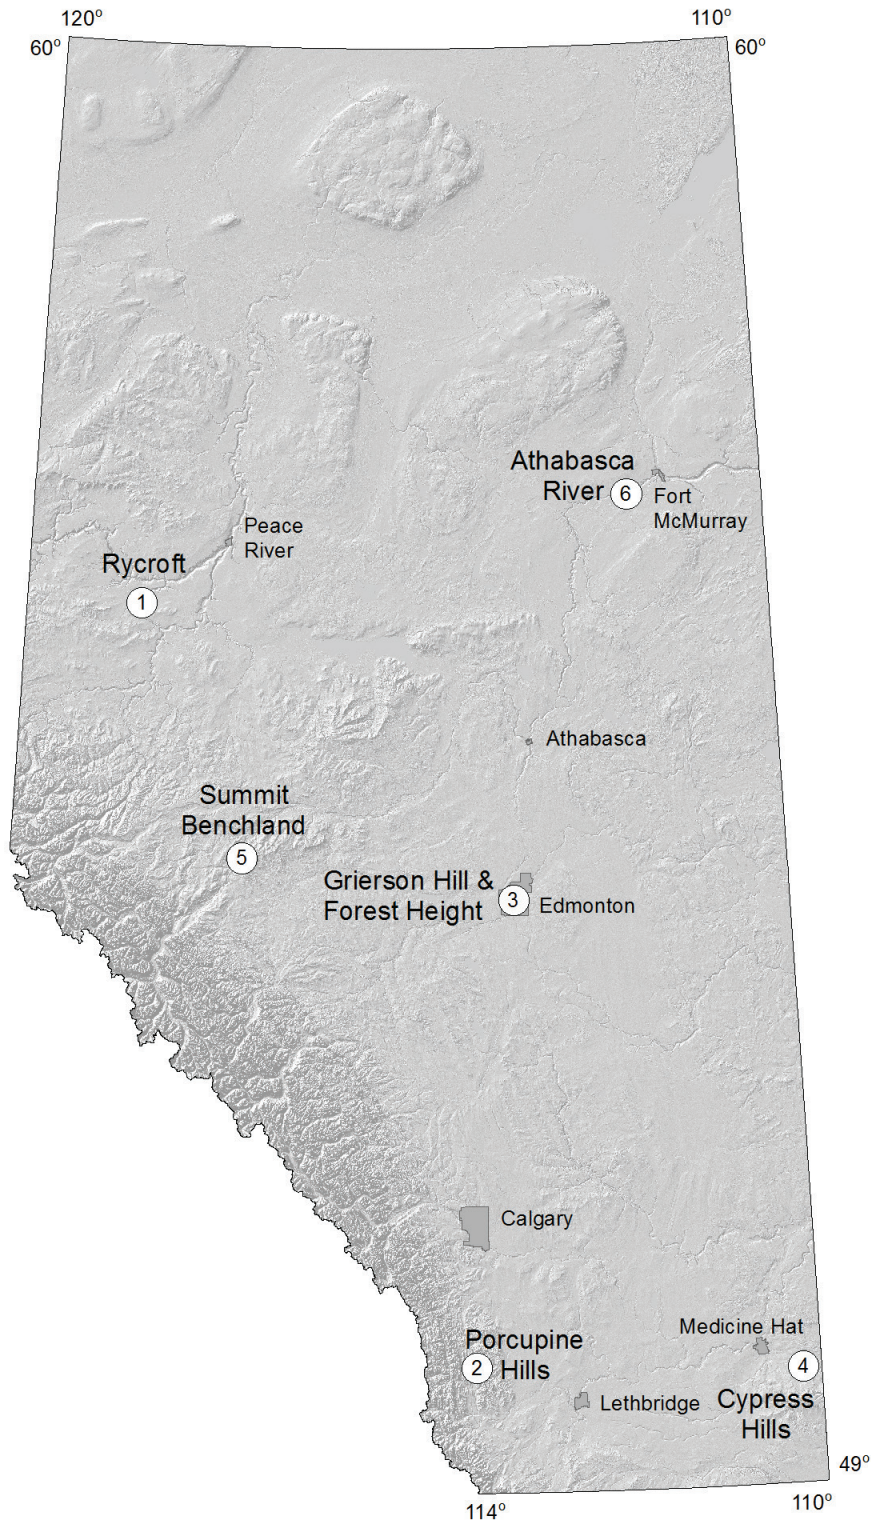 120°
110°
60°
60°
Athabasca
River
6
Fort
McMurray
Peace
River
Rycroft
1
Athabasca
Summit
Benchland
5
Grierson Hill &
Forest Height
3
Edmonton
Calgary
Medicine Hat
Porcupine
Hills
2
4
Cypress
Hills
Lethbridge
49°
114°
110°